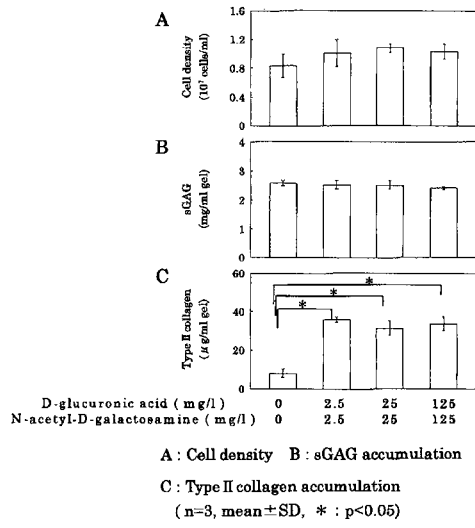 A
Cell density
(10⁷ cells/ml)
1.6
1.2
0.8
0.4
0
B
sGAG
(mg/ml gel)
4
3
2
1
0
C
Type II collagen
(μg/ml gel)
60
40
20
0
*
*
*
D-glucuronic acid (mg/l) 0 2.5 25 125
N-acetyl-D-galactosamine (mg/l) 0 2.5 25 125
A : Cell density B : sGAG accumulation
C : Type II collagen accumulation
(n=3, mean±SD, * : p<0.05)